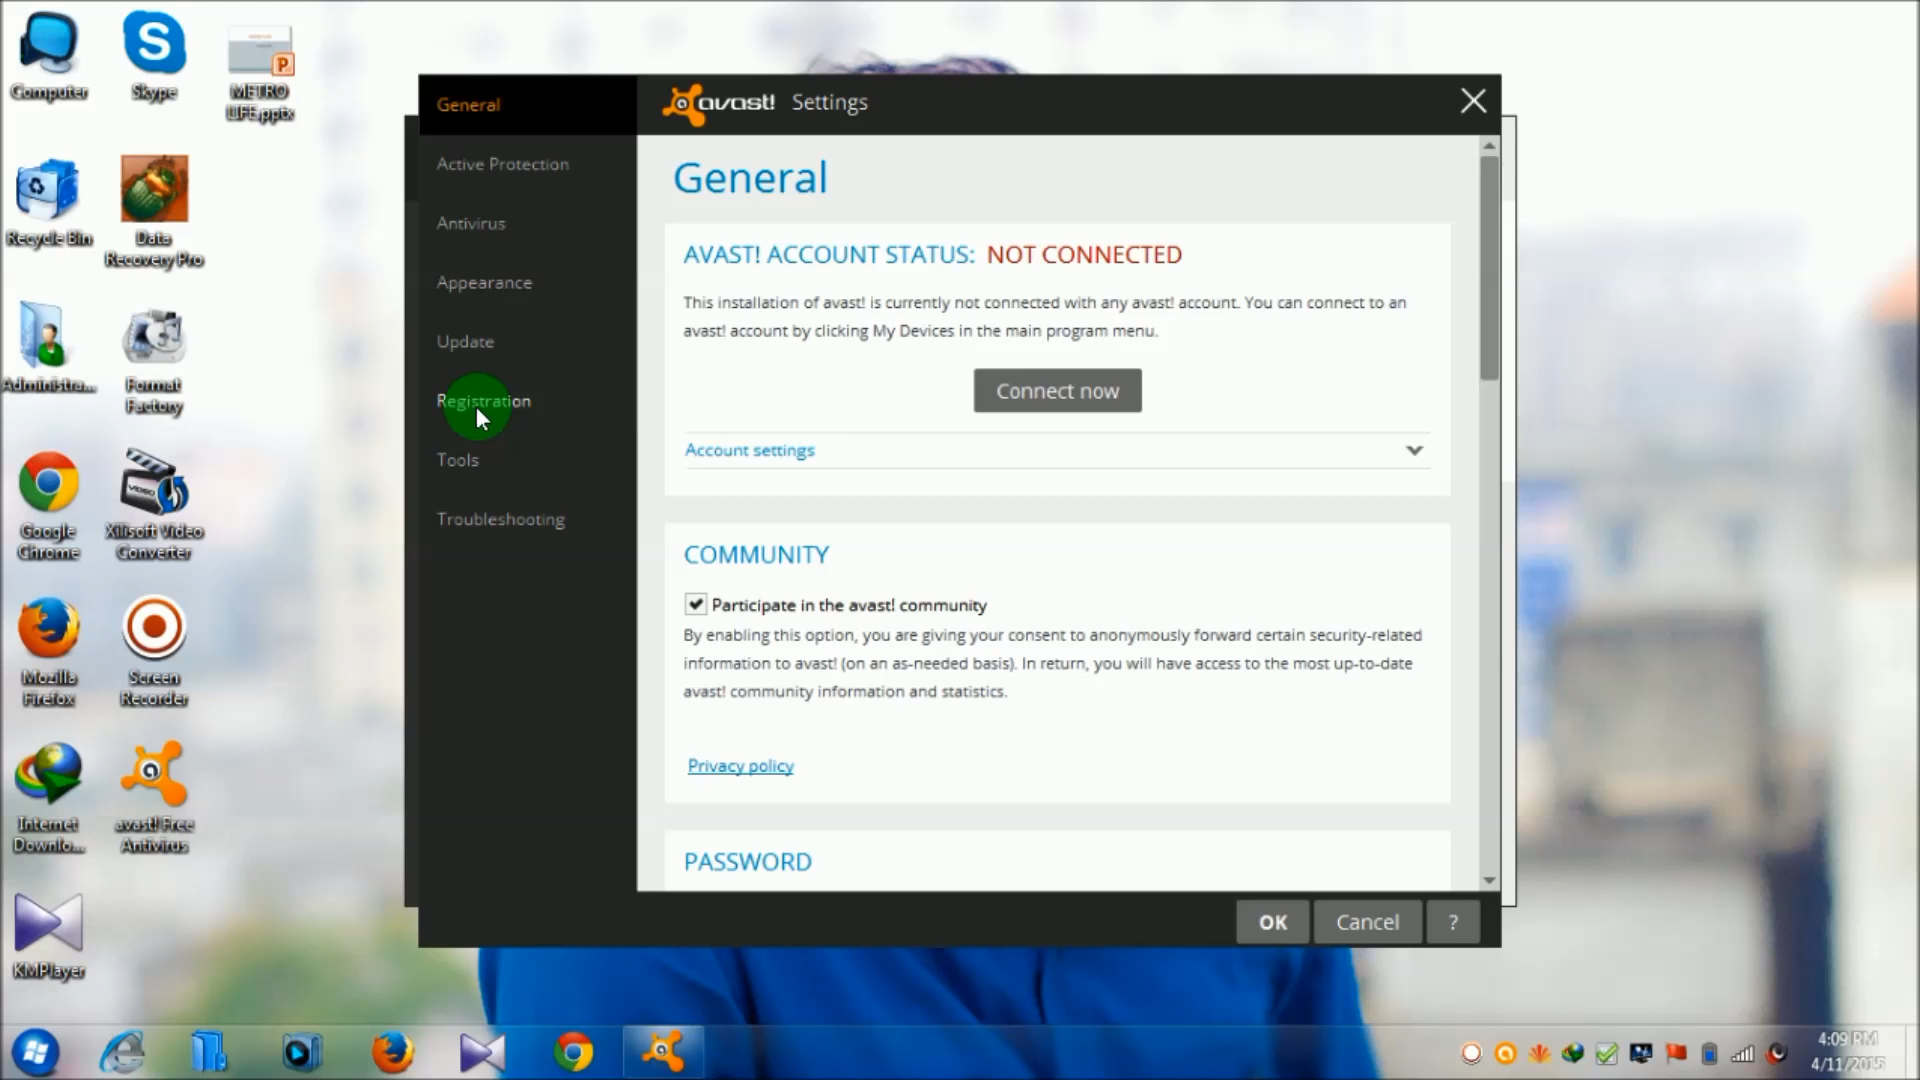 Computer
Skype
METRO
LIFE.pptx
Recycle Bin
Data
Recovery Pro
Administra...
Format
Factory
Google
Chrome
Xilisoft Video
Converter
Mozilla
Firefox
Screen
Recorder
Internet
Downlo...
avast! Free
Antivirus
KMPlayer
General
Active Protection
Antivirus
Appearance
Update
Registration
Tools
Troubleshooting
avast! Settings
General
AVAST! ACCOUNT STATUS: NOT CONNECTED
This installation of avast! is currently not connected with any avast! account. You can connect to an
avast! account by clicking My Devices in the main program menu.
Connect now
Account settings
COMMUNITY
Participate in the avast! community
By enabling this option, you are giving your consent to anonymously forward certain security-related
information to avast! (on an as-needed basis). In return, you will have access to the most up-to-date
avast! community information and statistics.
Privacy policy
PASSWORD
OK
Cancel
?
4:09 PM
4/11/2015